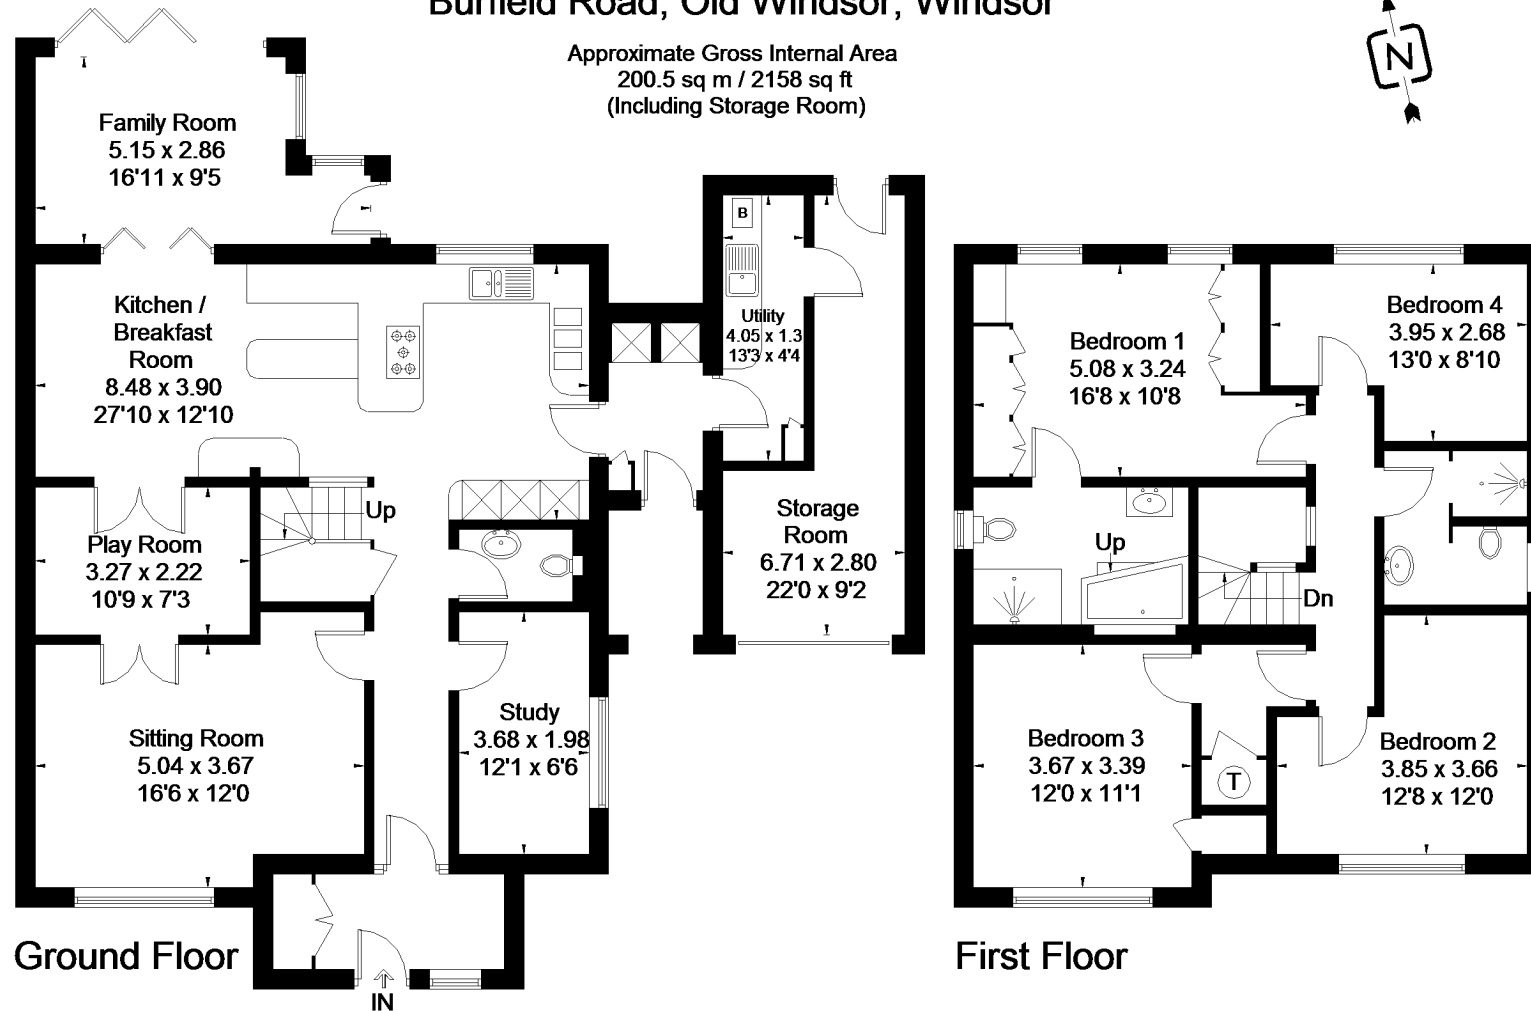 Burfield Road, Old Windsor, Windsor
Approximate Gross Internal Area
200.5 sq m / 2158 sq ft
(Including Storage Room)
N
Family Room
5.15 x 2.86
16'11 x 9'5
B
Kitchen /
Breakfast
Room
8.48 x 3.90
27'10 x 12'10
Utility
4.05 x 1.3
13'3 x 4'4
Bedroom 1
5.08 x 3.24
16'8 x 10'8
Bedroom 4
3.95 x 2.68
13'0 x 8'10
Up
Play Room
3.27 x 2.22
10'9 x 7'3
Storage
Room
6.71 x 2.80
22'0 x 9'2
Up
Dn
Sitting Room
5.04 x 3.67
16'6 x 12'0
Study
3.68 x 1.98
12'1 x 6'6
Bedroom 3
3.67 x 3.39
12'0 x 11'1
T
Bedroom 2
3.85 x 3.66
12'8 x 12'0
Ground Floor
IN
First Floor